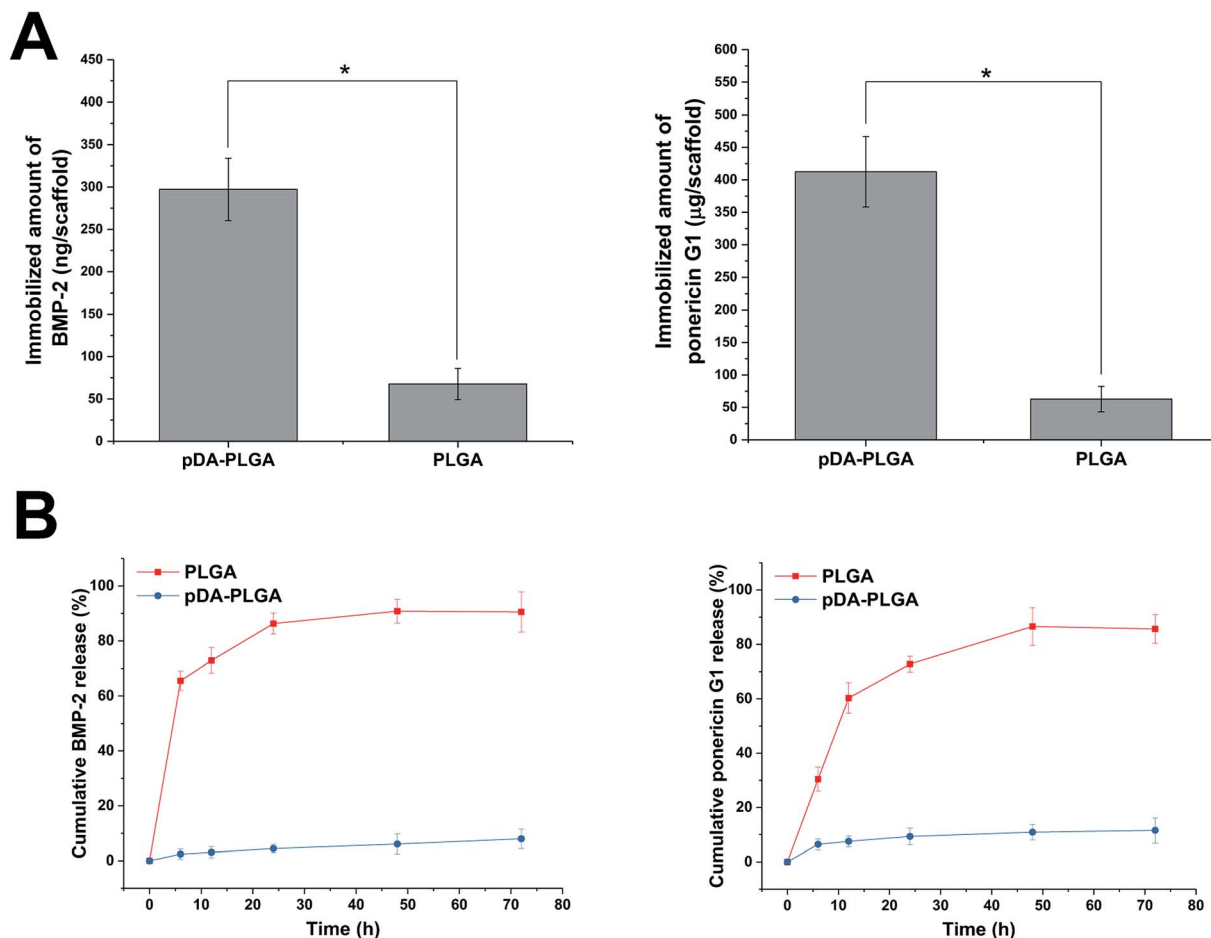 A
450
400
350
300
250
200
150
100
50
0
Immobilized amount of
BMP-2 (ng/scaffold)
*
pDA-PLGA
PLGA
600
550
500
450
400
350
300
250
200
150
100
50
0
Immobilized amount of
ponericin G1 (μg/scaffold)
*
pDA-PLGA
PLGA
B
100
80
60
40
20
0
Cumulative BMP-2 release (%)
PLGA
pDA-PLGA
0 10 20 30 40 50 60 70 80
Time (h)
100
80
60
40
20
0
Cumulative ponericin G1 release (%)
PLGA
pDA-PLGA
0 10 20 30 40 50 60 70 80
Time (h)